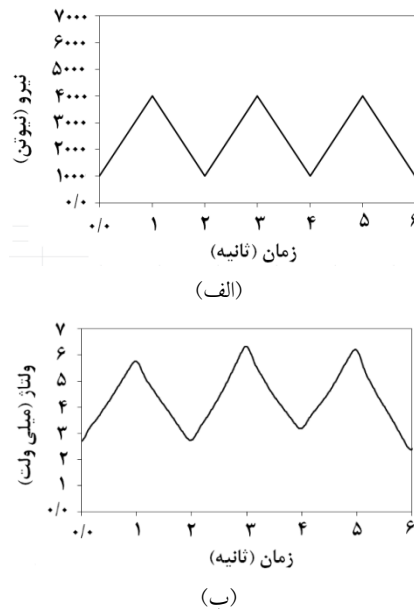 نیرو (نیوتن)
۷۰۰۰
۶۰۰۰
۵۰۰۰
۴۰۰۰
۳۰۰۰
۲۰۰۰
۱۰۰۰
۰/۰
۰/۰ ۱ ۲ ۳ ۴ ۵ ۶
زمان (ثانیه)
(الف)
ولتاژ (میلی ولت)
۷
۶
۵
۴
۳
۲
۱
۰/۰
۰/۰ ۱ ۲ ۳ ۴ ۵ ۶
زمان (ثانیه)
(ب)